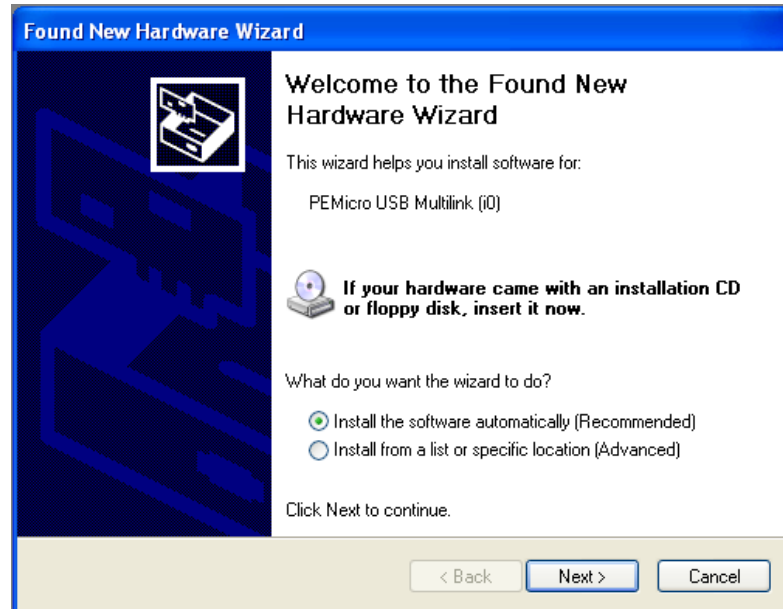 Found New Hardware Wizard
Welcome to the Found New
Hardware Wizard
This wizard helps you install software for:
PEMicro USB Multilink (i0)
If your hardware came with an installation CD
or floppy disk, insert it now.
What do you want the wizard to do?
Install the software automatically (Recommended)
Install from a list or specific location (Advanced)
Click Next to continue.
< Back Next > Cancel